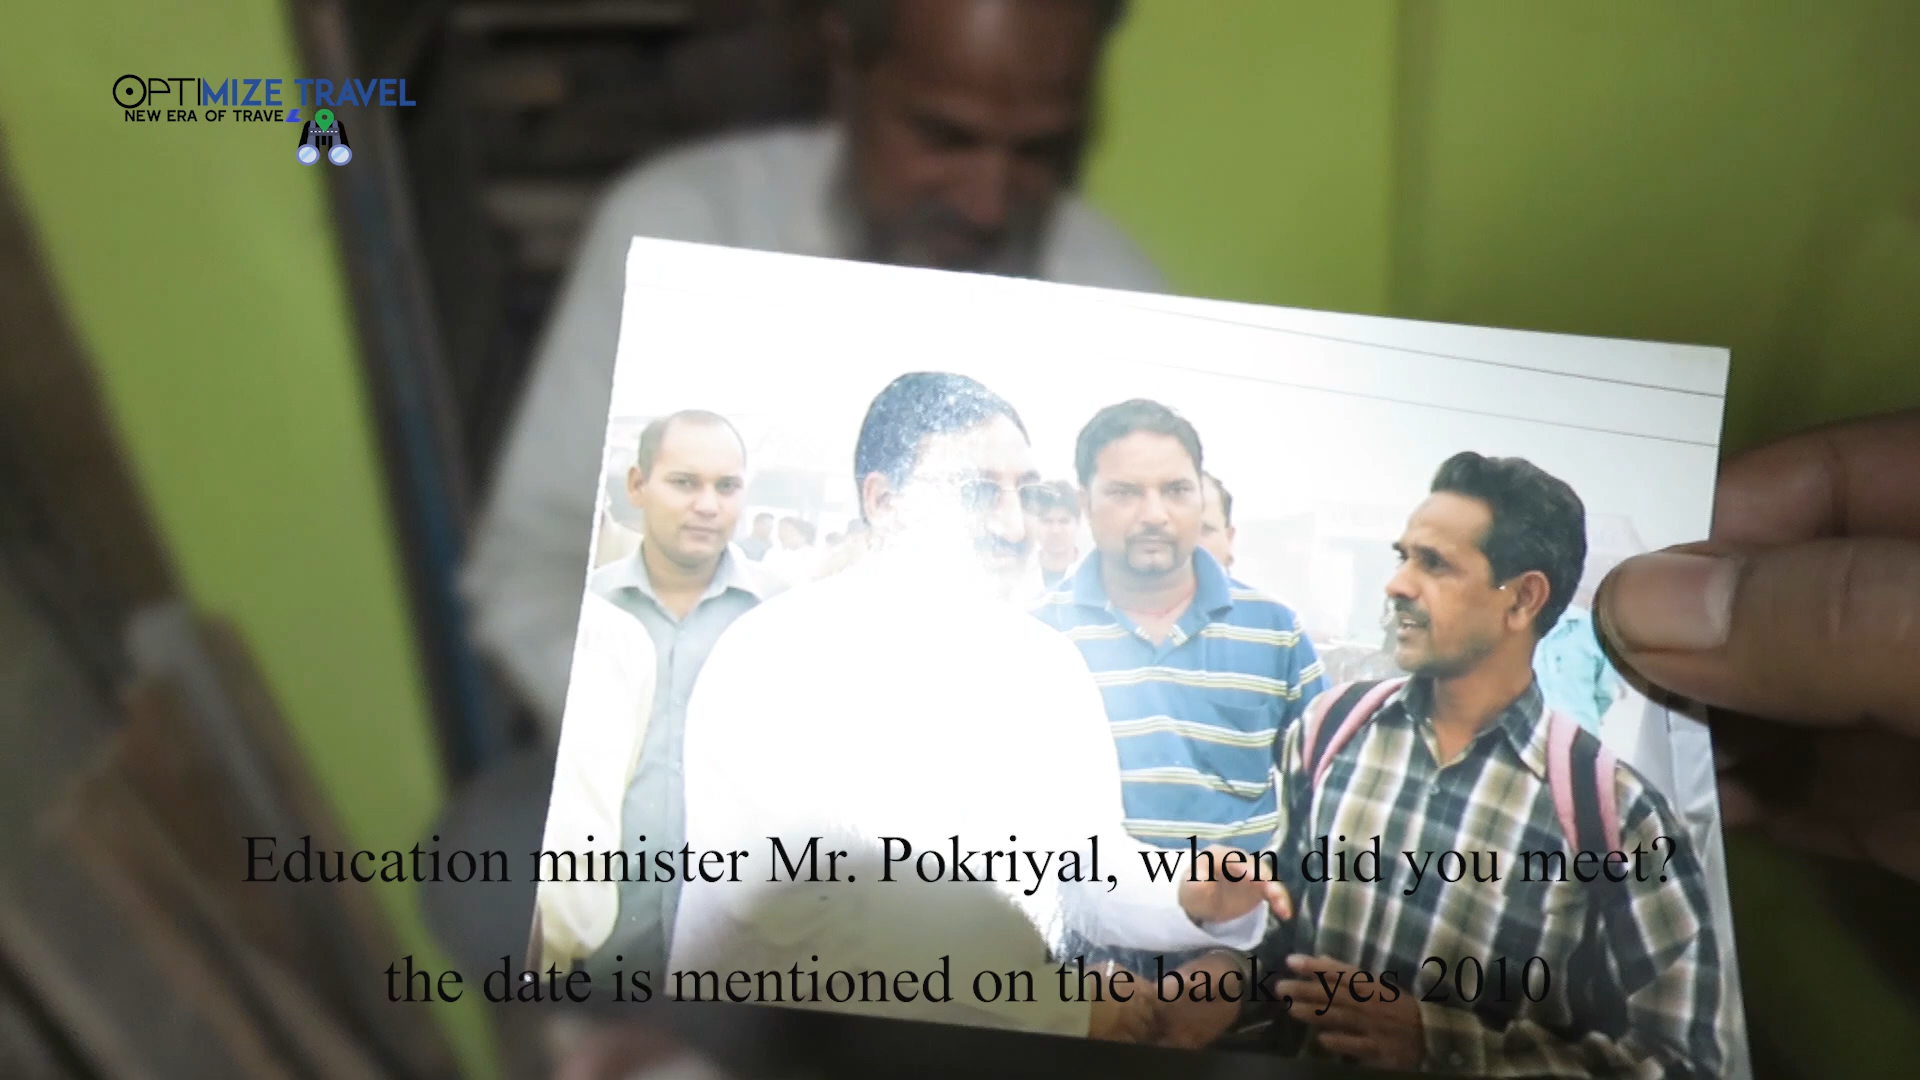 OPTIMIZE TRAVEL
NEW ERA OF TRAVEL
Education minister Mr. Pokriyal, when did you meet?
the date is mentioned on the back, yes 2010